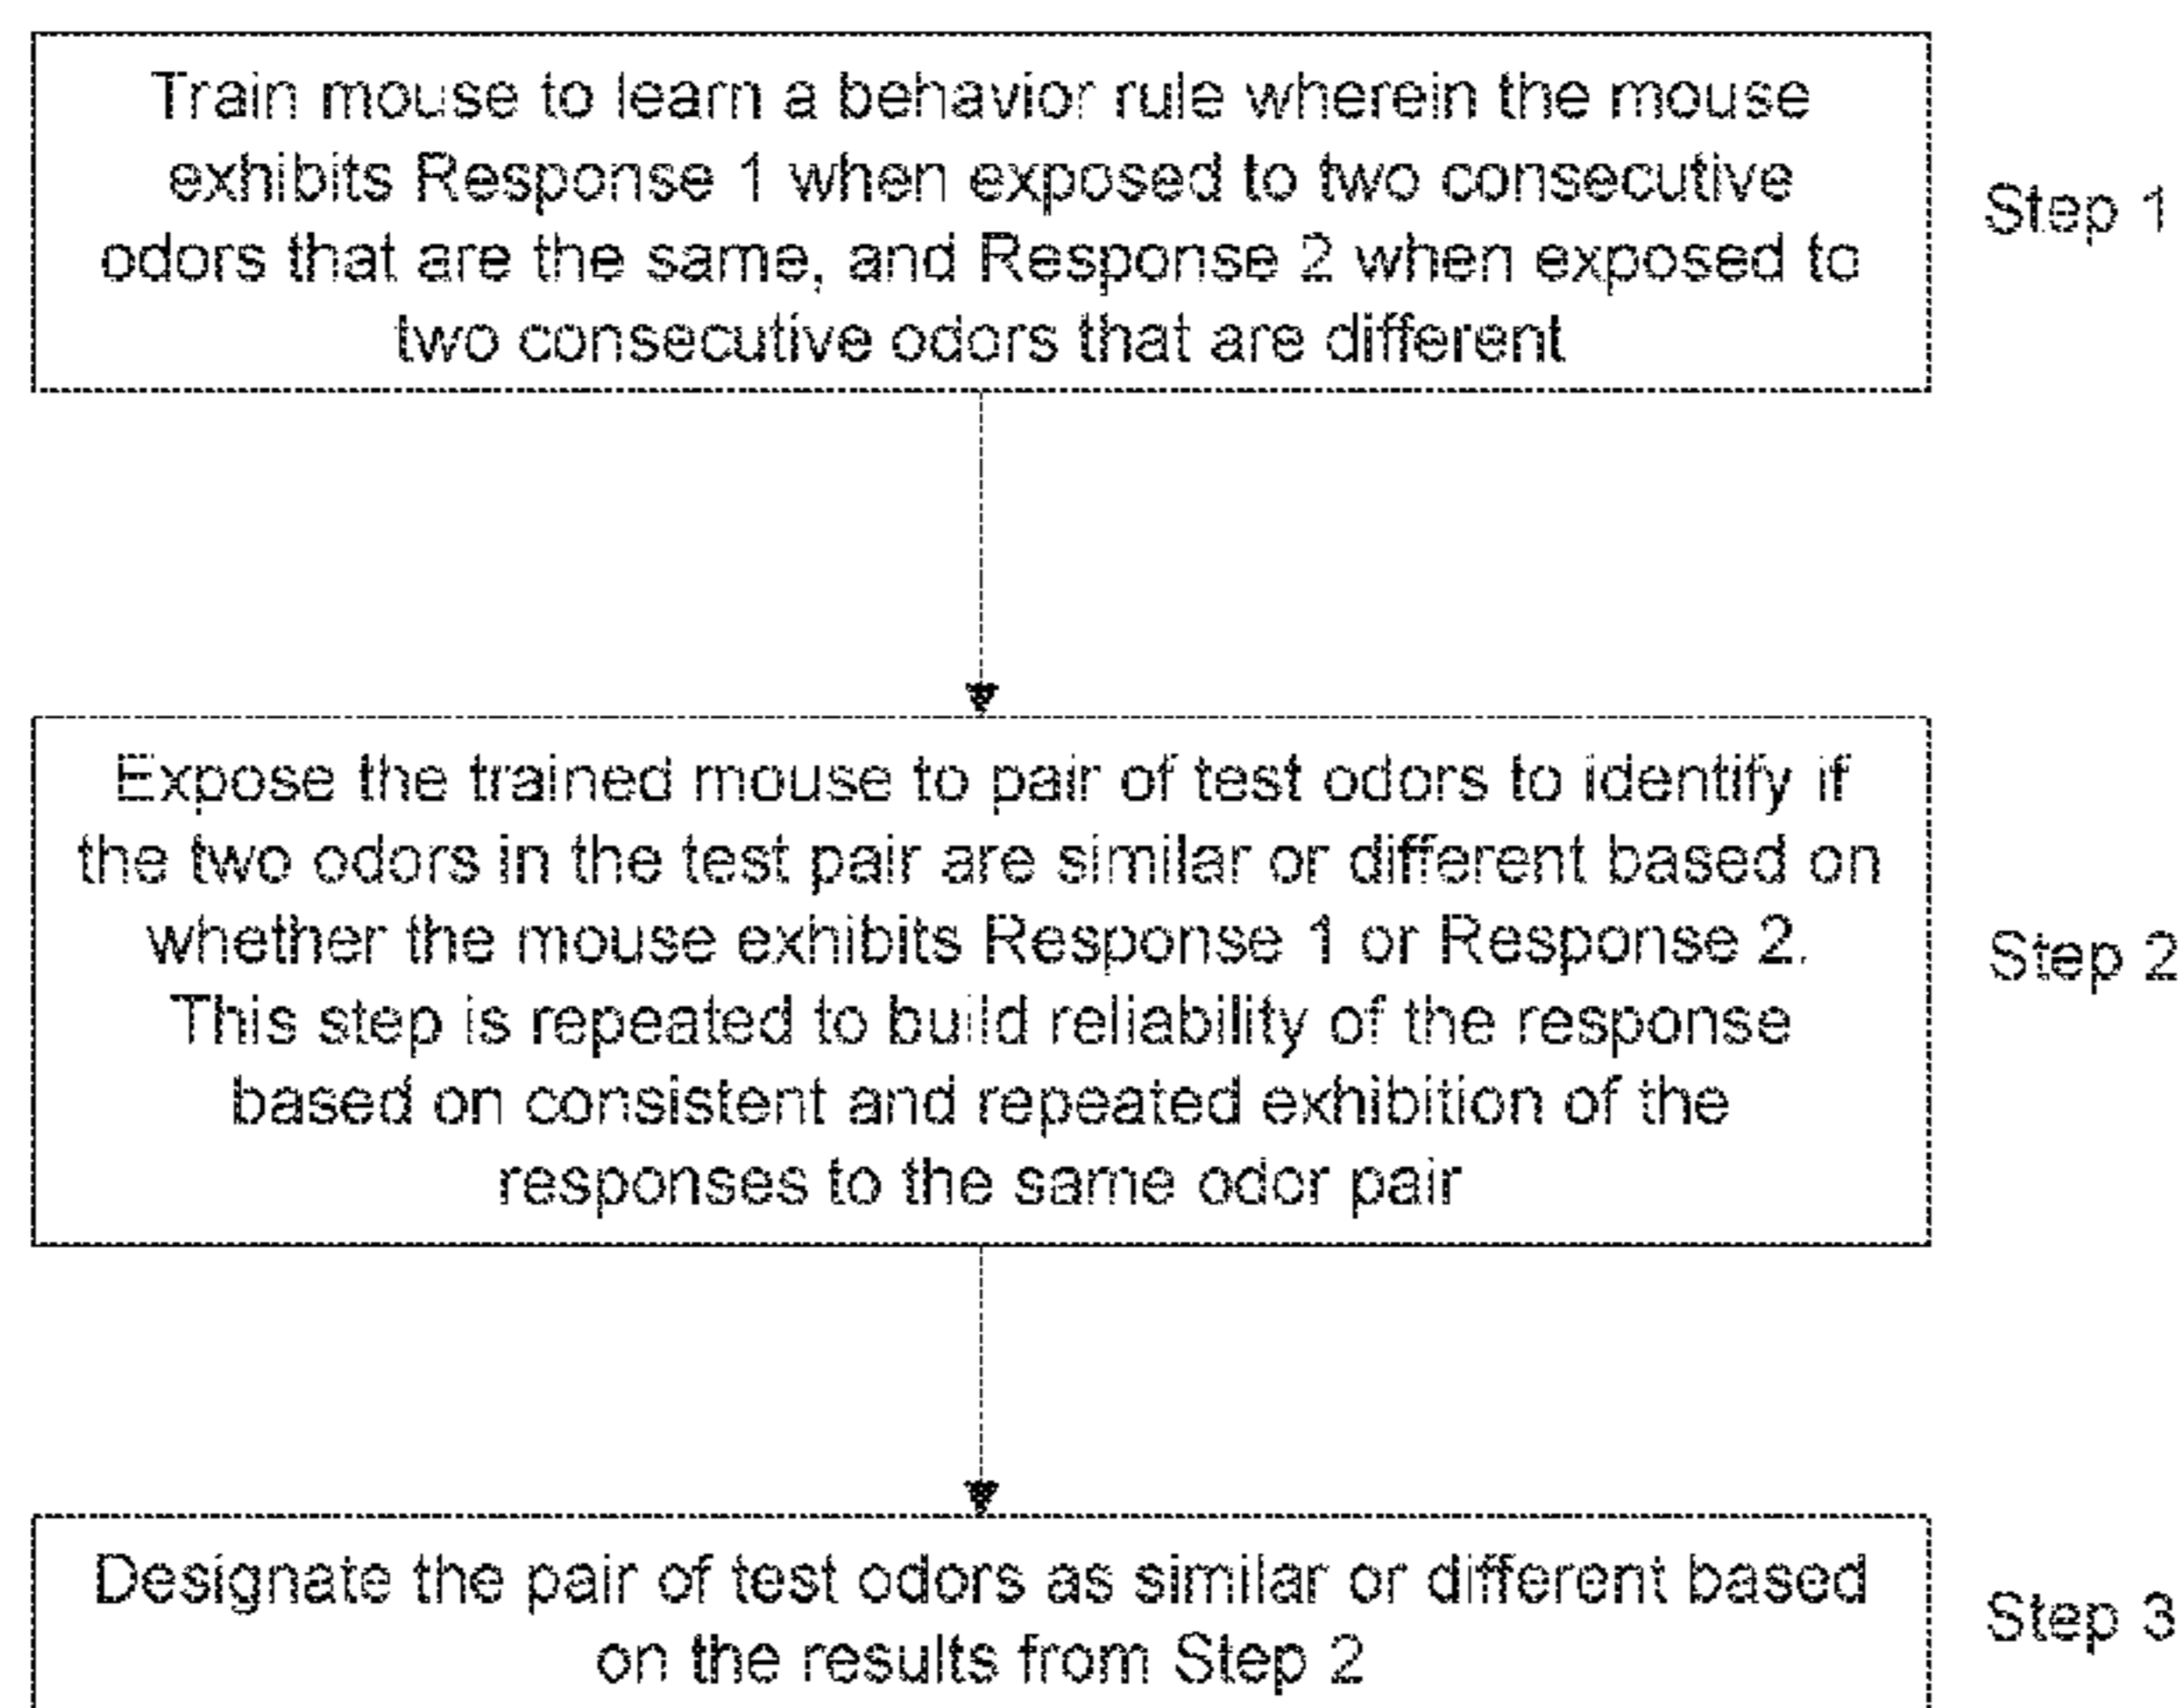 Train mouse to learn a behavior rule wherein the mouse
exhibits Response 1 when exposed to two consecutive
odors that are the same, and Response 2 when exposed to
two consecutive odors that are different
Step 1
Expose the trained mouse to pair of test odors to identify if
the two odors in the test pair are similar or different based on
whether the mouse exhibits Response 1 or Response 2.
This step is repeated to build reliability of the response
based on consistent and repeated exhibition of the
responses to the same odor pair
Step 2
Designate the pair of test odors as similar or different based
on the results from Step 2
Step 3